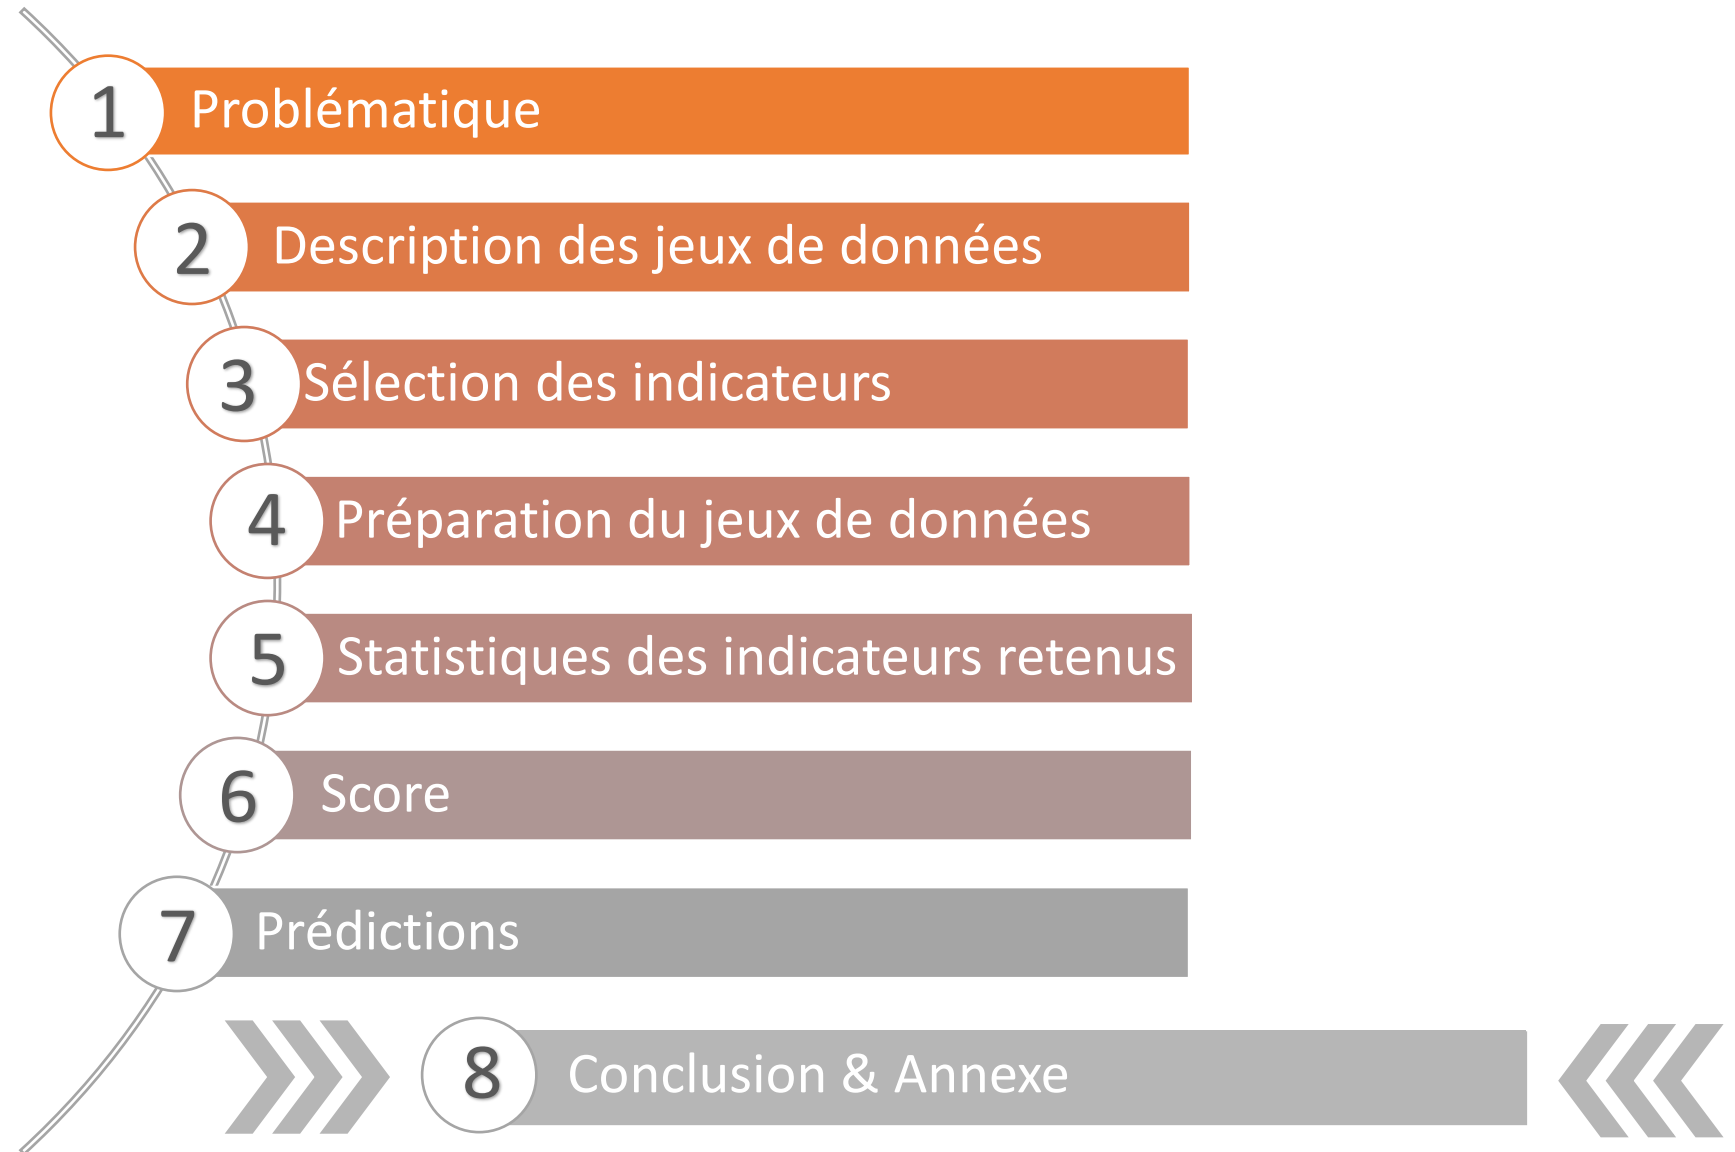 1 Problématique
2 Description des jeux de données
3 Sélection des indicateurs
4 Préparation du jeux de données
5 Statistiques des indicateurs retenus
6 Score
7 Prédictions
8 Conclusion & Annexe